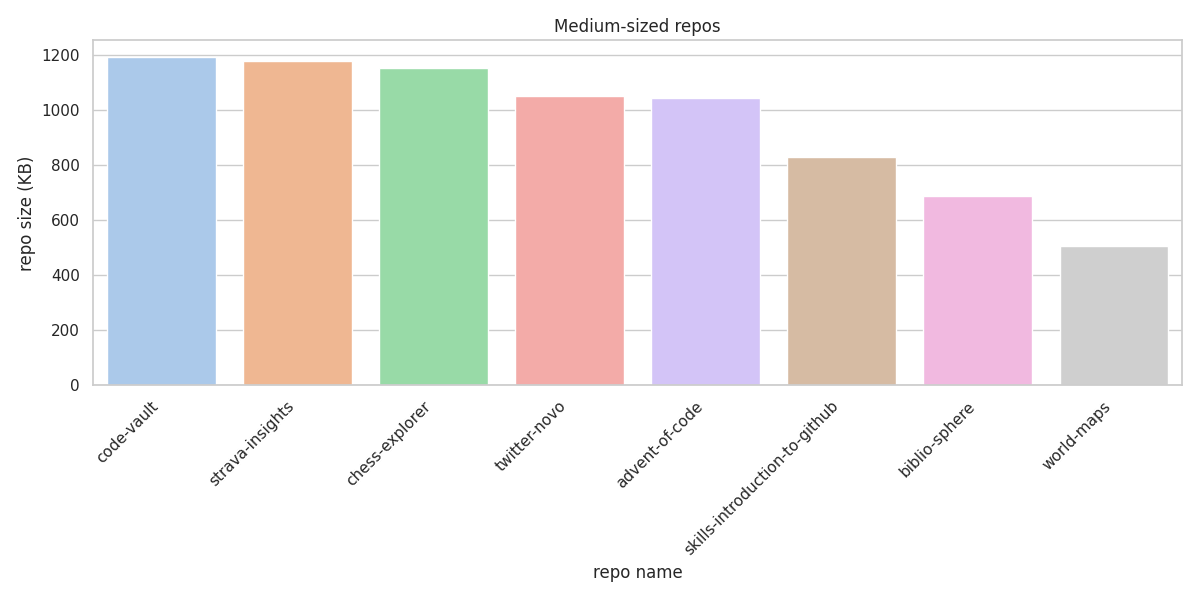 Medium-sized repos
repo size (KB)
1200
1000
800
600
400
200
0
code-vault
strava-insights
chess-explorer
twitter-novo
advent-of-code
skills-introduction-to-github
biblio-sphere
world-maps
repo name